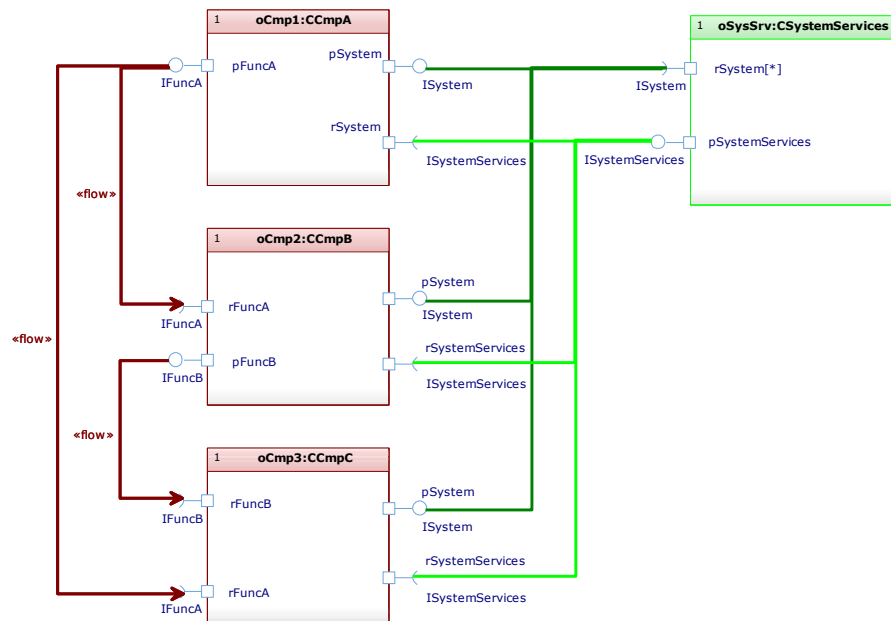 1 oCmp1:CCmpA
pFuncA
IFuncA
pSystem
ISystem
rSystem
ISystemServices
1 oSysSrv:CSystemServices
rSystem[*]
ISystem
pSystemServices
ISystemServices
«flow»
1 oCmp2:CCmpB
rFuncA
IFuncA
pFuncB
IFuncB
pSystem
ISystem
rSystemServices
ISystemServices
«flow»
«flow»
1 oCmp3:CCmpC
rFuncB
IFuncB
rFuncA
IFuncA
pSystem
ISystem
rSystemServices
ISystemServices